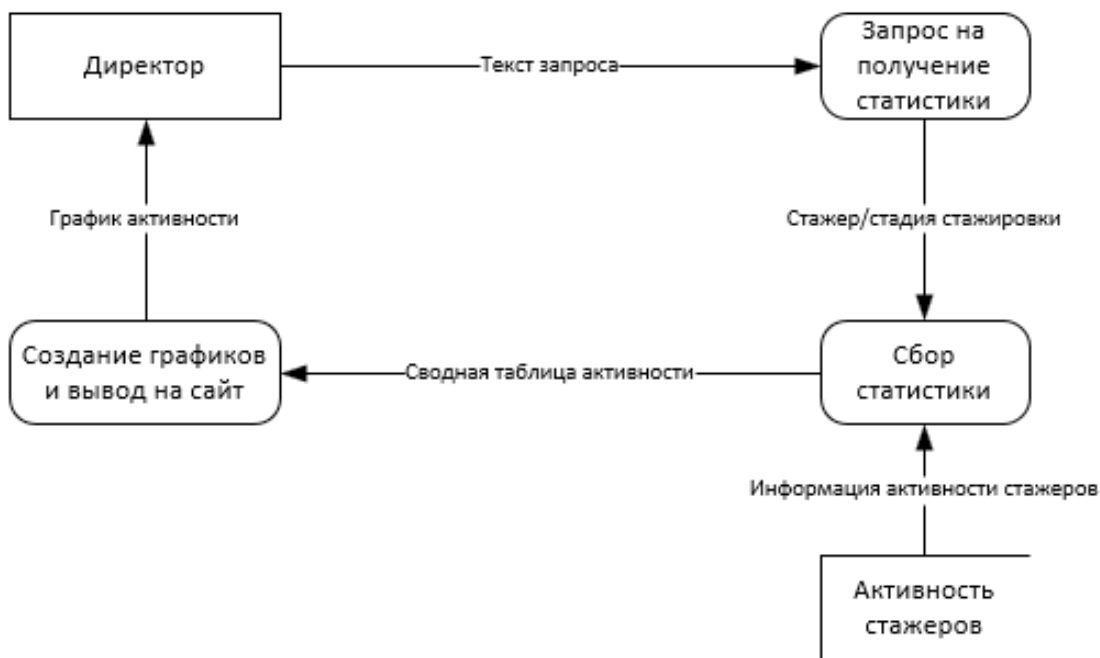 Директор
Текст запроса
Запрос на
получение
статистики
График активности
Стажер/стадия стажировки
Создание графиков
и вывод на сайт
Сводная таблица активности
Сбор
статистики
Информация активности стажеров
Активность
стажеров